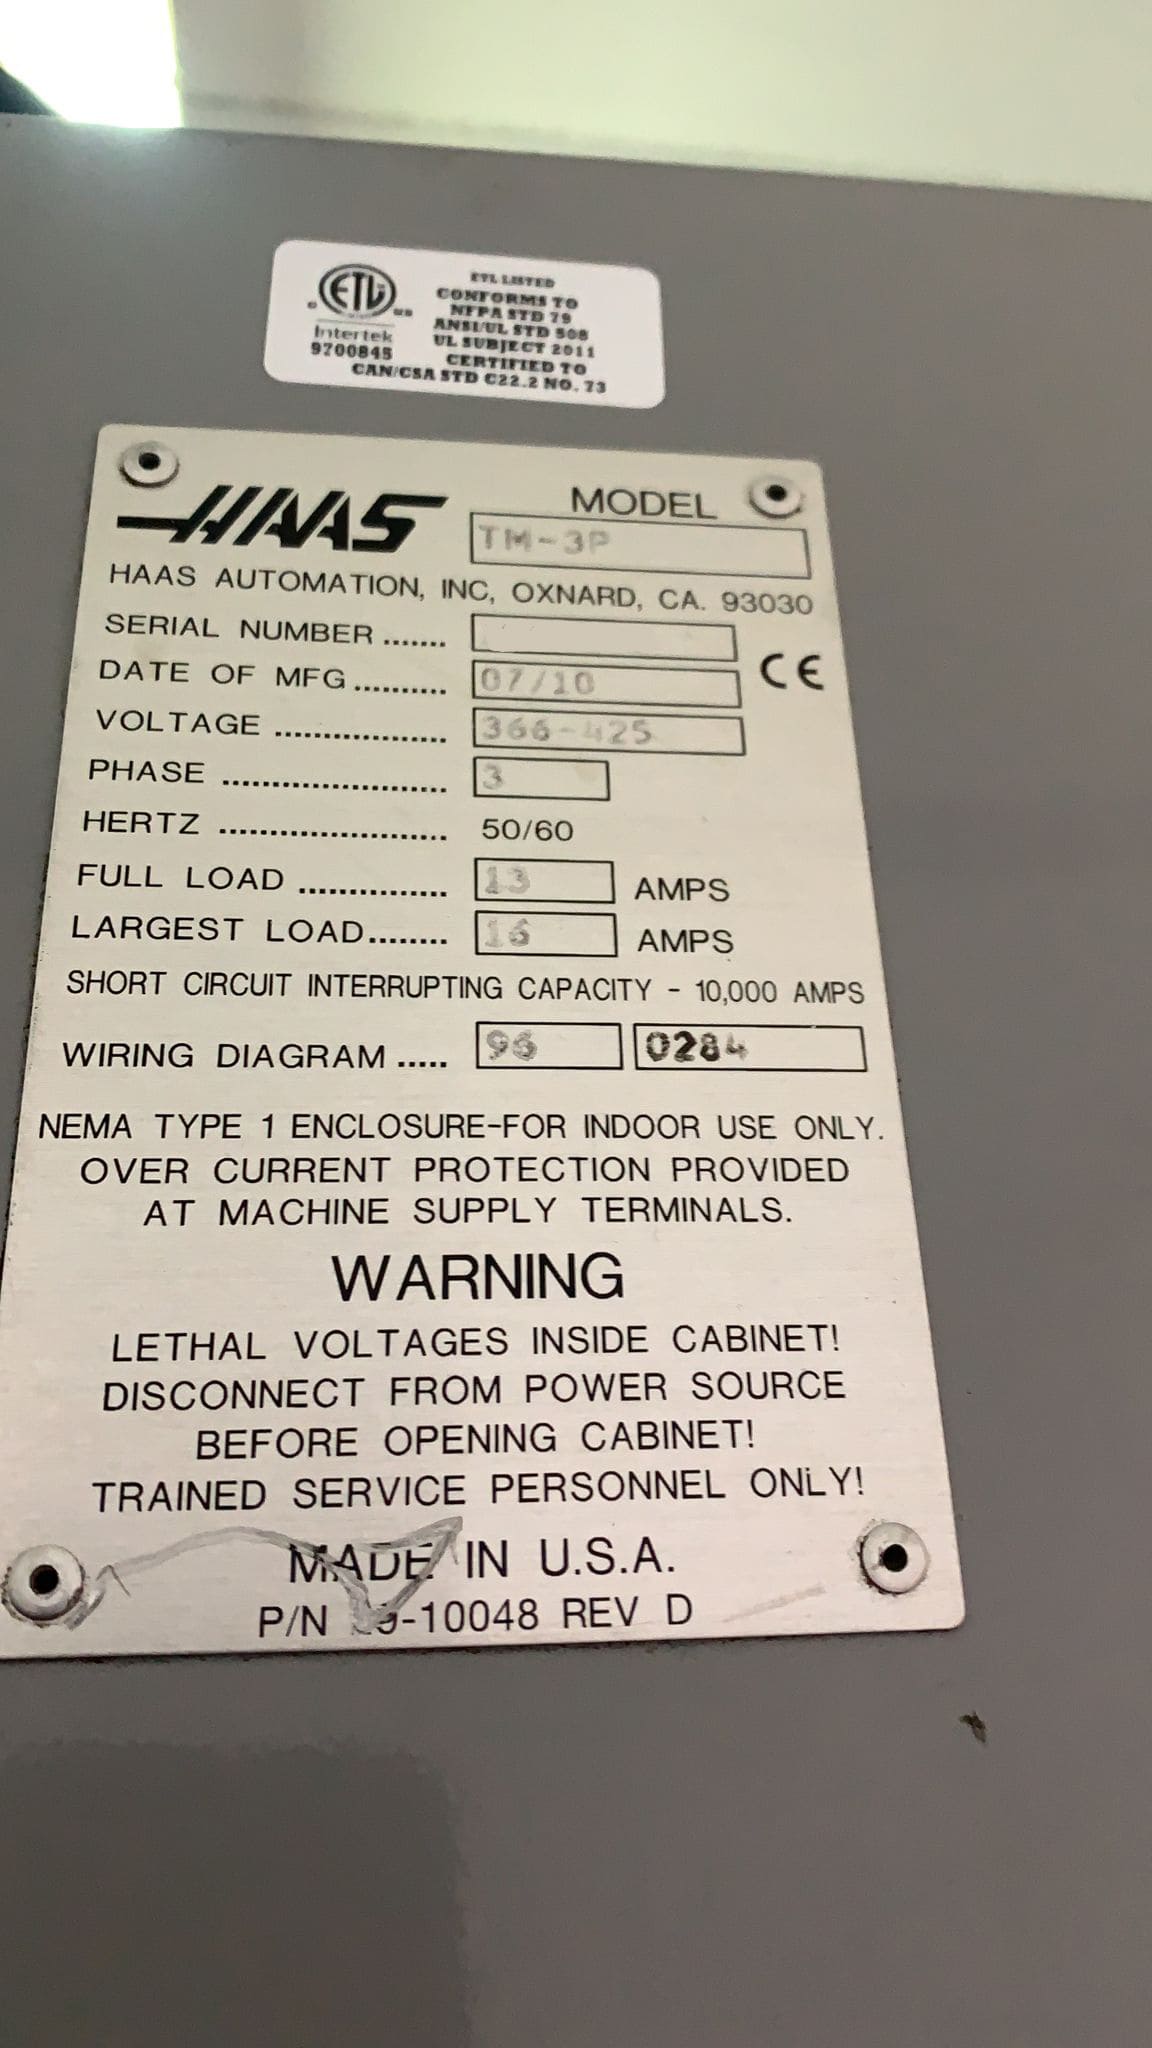 ETL
Intertek
9700845
ETL LISTED
CONFORMS TO
NFPA STD 79
ANSI/UL STD 508
UL SUBJECT 2011
CERTIFIED TO
CAN/CSA STD C22.2 NO. 73
HAAS
MODEL TM-3P
HAAS AUTOMATION, INC, OXNARD, CA. 93030
SERIAL NUMBER .......
CE
DATE OF MFG .......... 07/10
VOLTAGE .................. 366-425
PHASE ........................ 3
HERTZ ........................ 50/60
FULL LOAD ............... 13 AMPS
LARGEST LOAD........ 16 AMPS
SHORT CIRCUIT INTERRUPTING CAPACITY - 10,000 AMPS
WIRING DIAGRAM ..... 96 0284
NEMA TYPE 1 ENCLOSURE-FOR INDOOR USE ONLY.
OVER CURRENT PROTECTION PROVIDED
AT MACHINE SUPPLY TERMINALS.
WARNING
LETHAL VOLTAGES INSIDE CABINET!
DISCONNECT FROM POWER SOURCE
BEFORE OPENING CABINET!
TRAINED SERVICE PERSONNEL ONLY!
MADE IN U.S.A.
P/N -10048 REV D